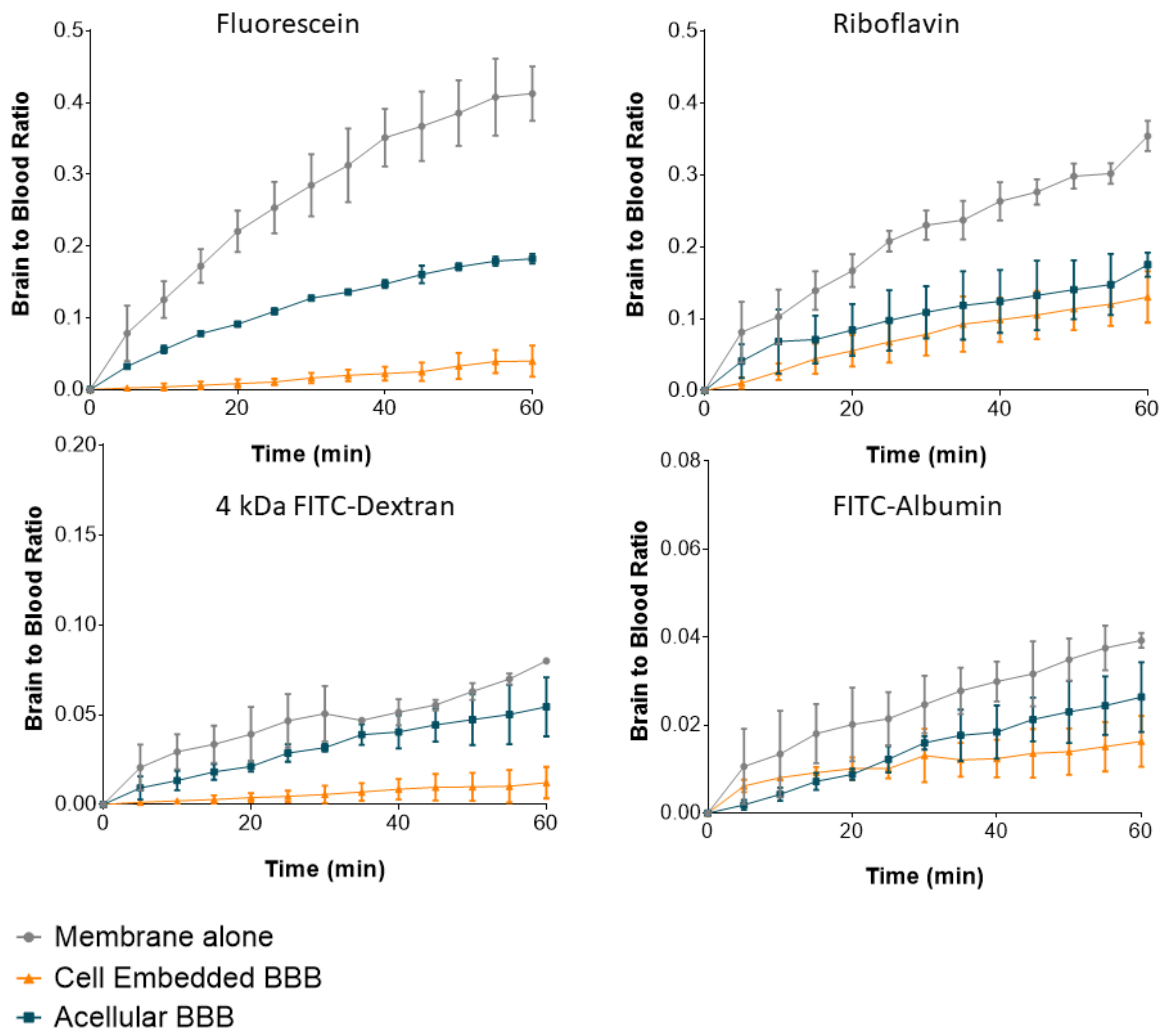 Fluorescein
Brain to Blood Ratio
0.5
0.4
0.3
0.2
0.1
0.0
0 20 40 60
Time (min)
Riboflavin
Brain to Blood Ratio
0.5
0.4
0.3
0.2
0.1
0.0
0 20 40 60
Time (min)
4 kDa FITC-Dextran
Brain to Blood Ratio
0.20
0.15
0.10
0.05
0.00
0 20 40 60
Time (min)
FITC-Albumin
Brain to Blood Ratio
0.08
0.06
0.04
0.02
0.00
0 20 40 60
Time (min)
Membrane alone
Cell Embedded BBB
Acellular BBB